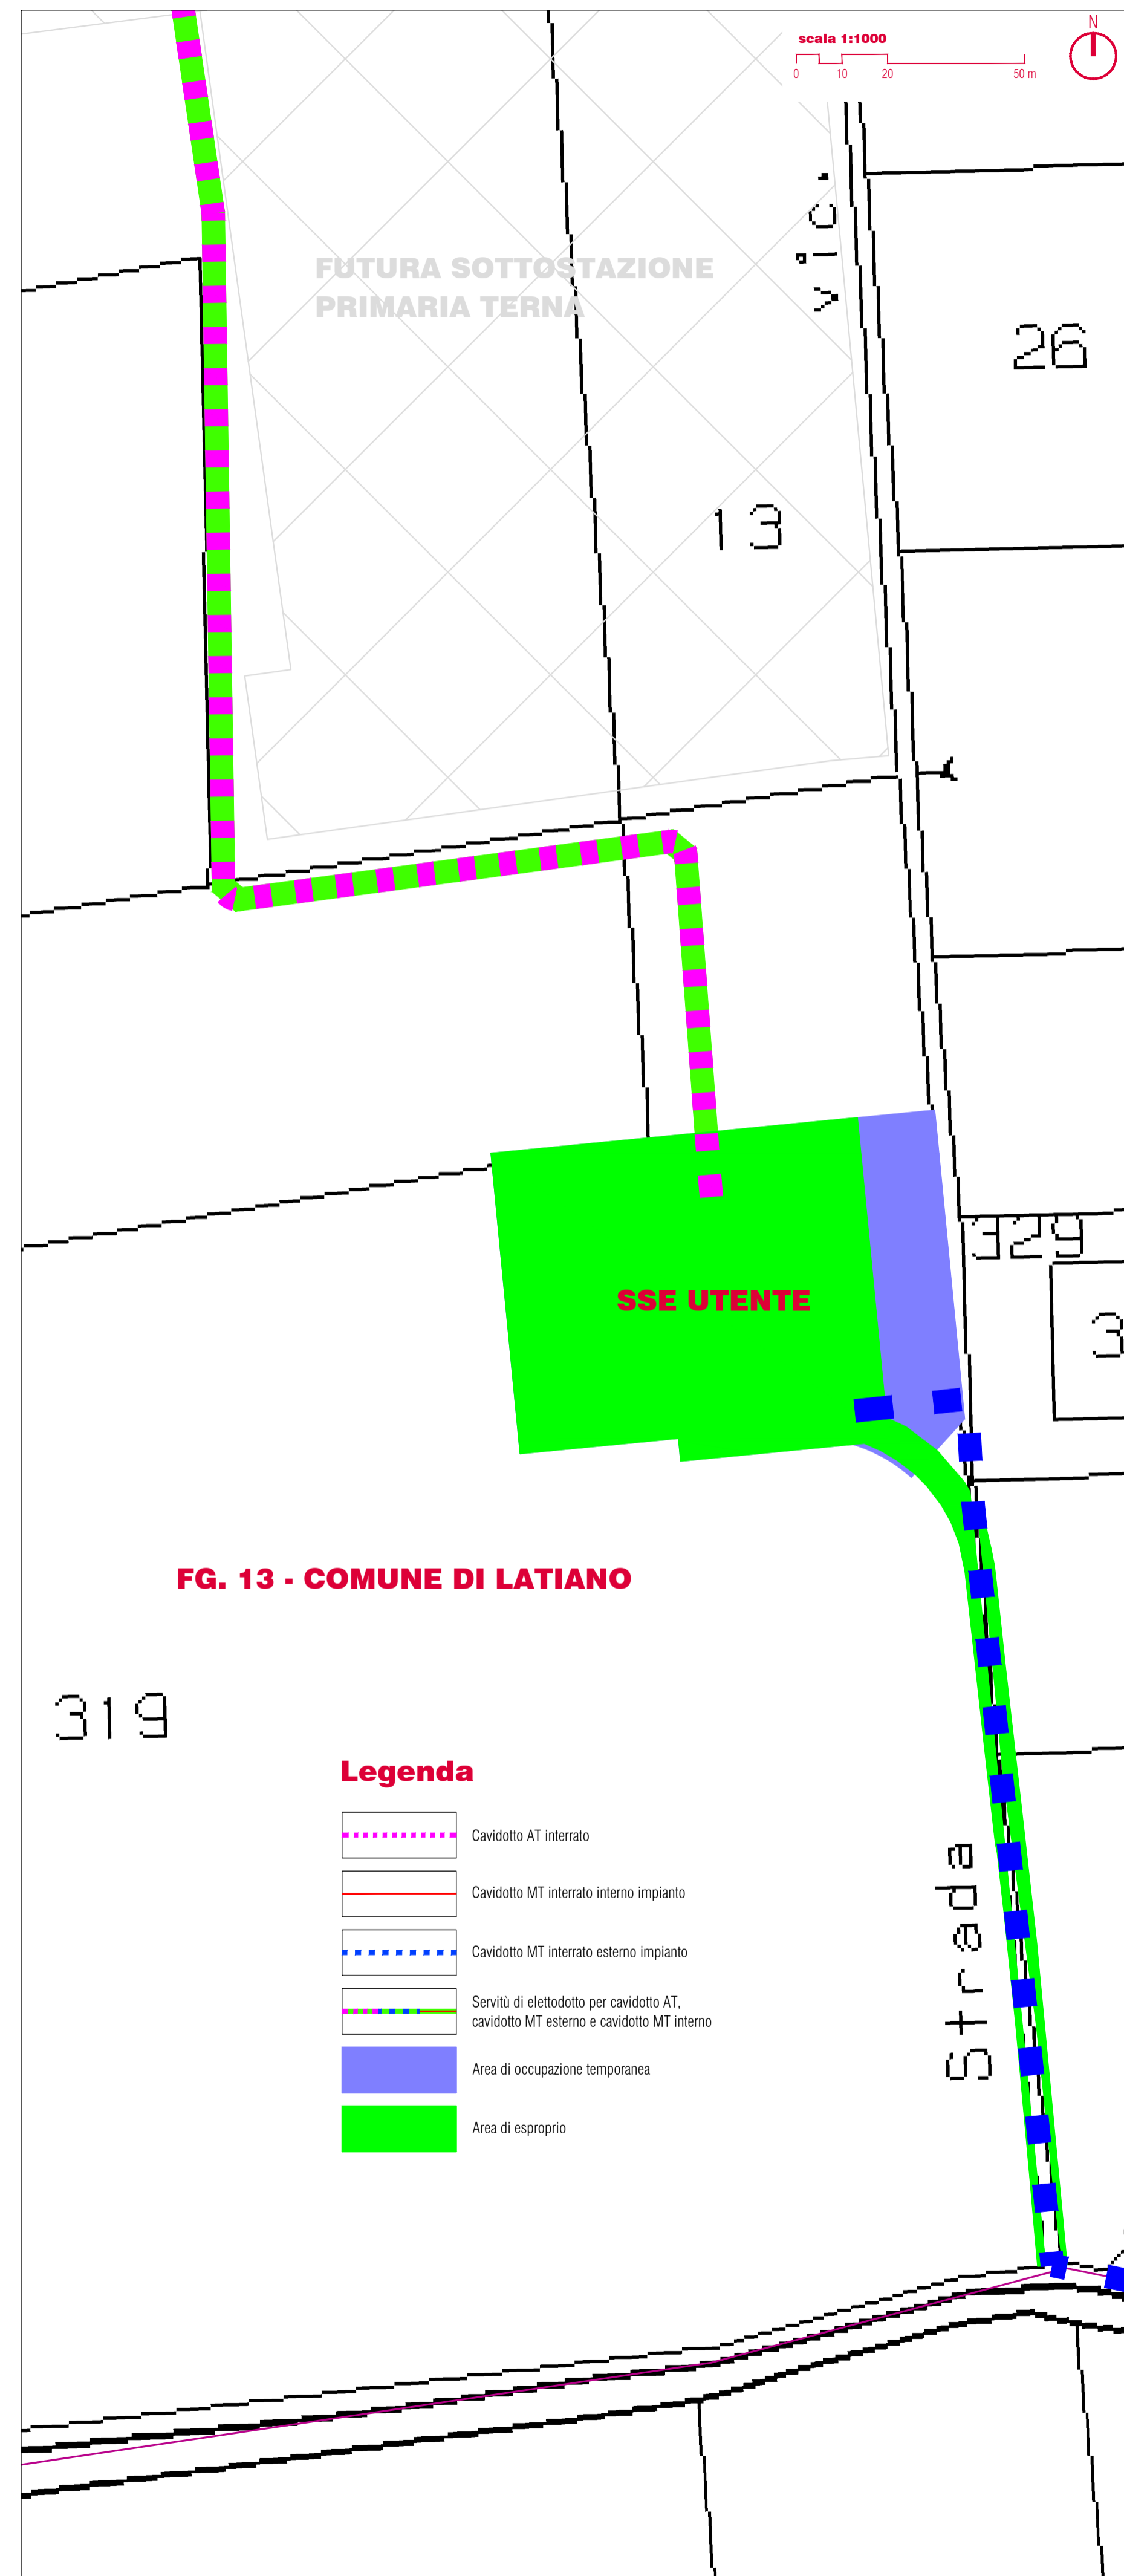 scala 1:1000
N
0 10 20 50 m
vic.
FUTURA SOTTOSTAZIONE
PRIMARIA TERNA
26
13
329
3
SSE UTENTE
FG. 13 - COMUNE DI LATIANO
319
Legenda
Cavidotto AT interrato
Cavidotto MT interrato interno impianto
Cavidotto MT interrato esterno impianto
Servitù di elettodotto per cavidotto AT,
cavidotto MT esterno e cavidotto MT interno
Area di occupazione temporanea
Area di esproprio
Strada